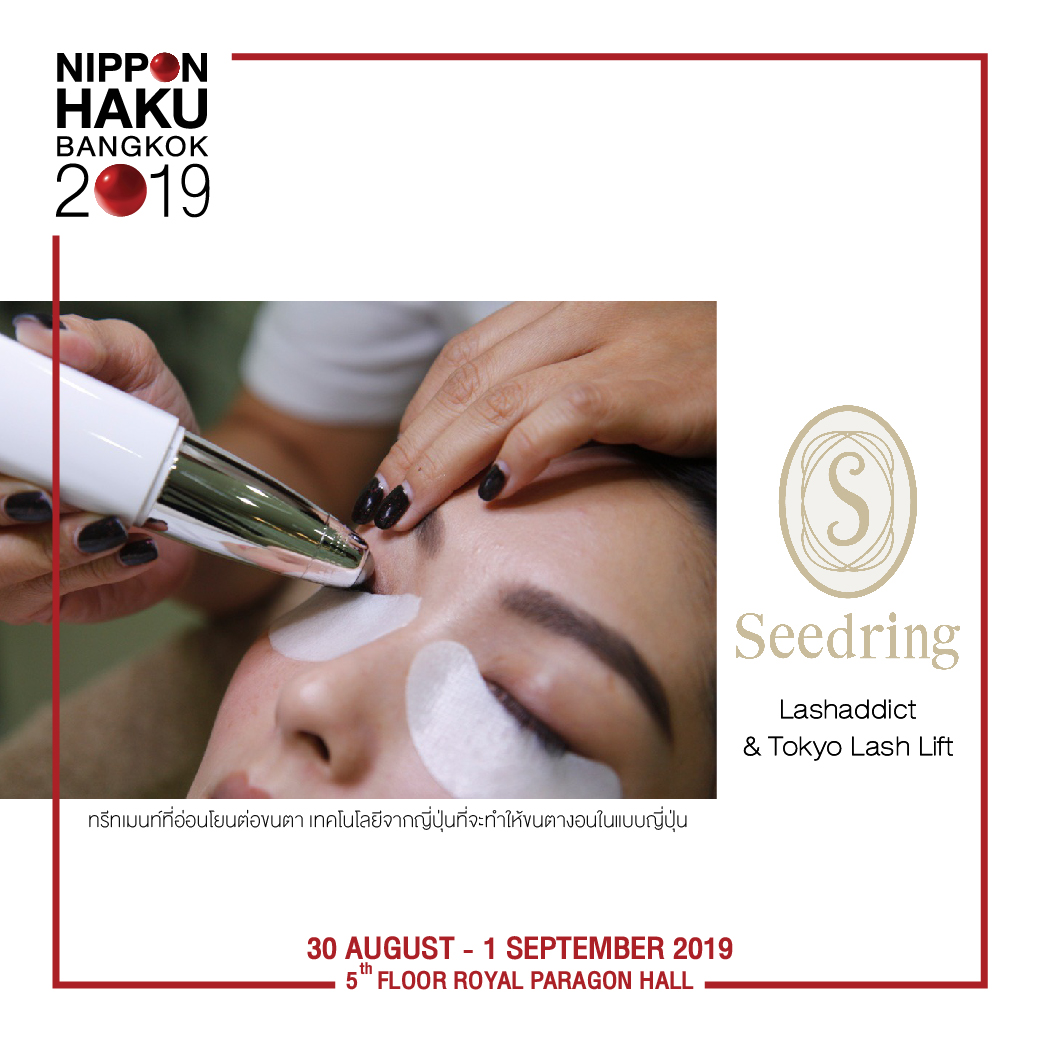 NIPPON
HAKU
BANGKOK
2019
S
Seedring
Lashaddict
& Tokyo Lash Lift
ทรีทเมนท์ที่อ่อนโยนต่อขนตา เทคโนโลยีจากญี่ปุ่นที่จะทำให้ขนตางอนในแบบญี่ปุ่น
30 AUGUST - 1 SEPTEMBER 2019
5th FLOOR ROYAL PARAGON HALL